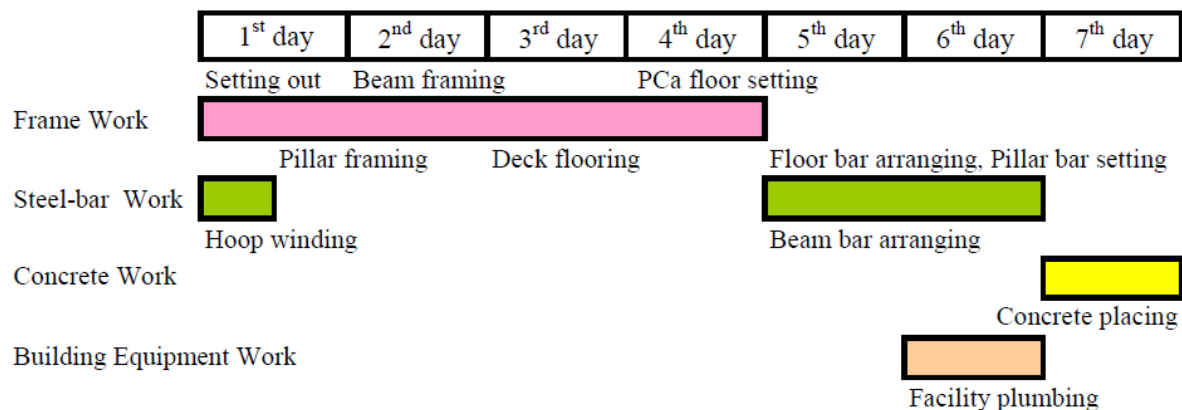 1st day 2nd day 3rd day 4th day 5th day 6th day 7th day
Setting out Beam framing PCa floor setting
Frame Work
Pillar framing Deck flooring Floor bar arranging, Pillar bar setting
Steel-bar Work
Hoop winding Beam bar arranging
Concrete Work
Concrete placing
Building Equipment Work
Facility plumbing